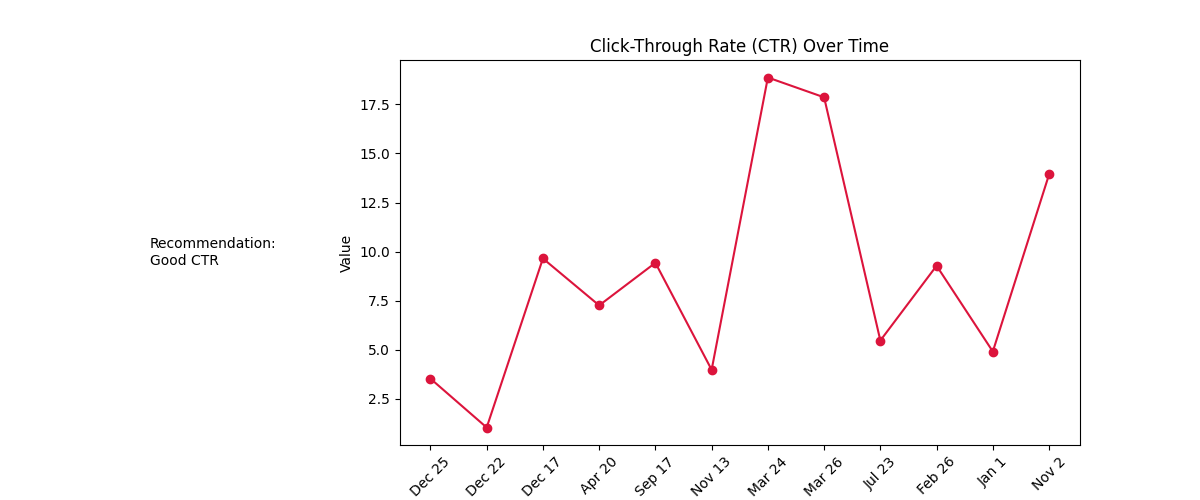 Click-Through Rate (CTR) Over Time
Recommendation:
Good CTR
Value
17.5
15.0
12.5
10.0
7.5
5.0
2.5
Dec 25
Dec 22
Dec 17
Apr 20
Sep 17
Nov 13
Mar 24
Mar 26
Jul 23
Feb 26
Jan 1
Nov 2